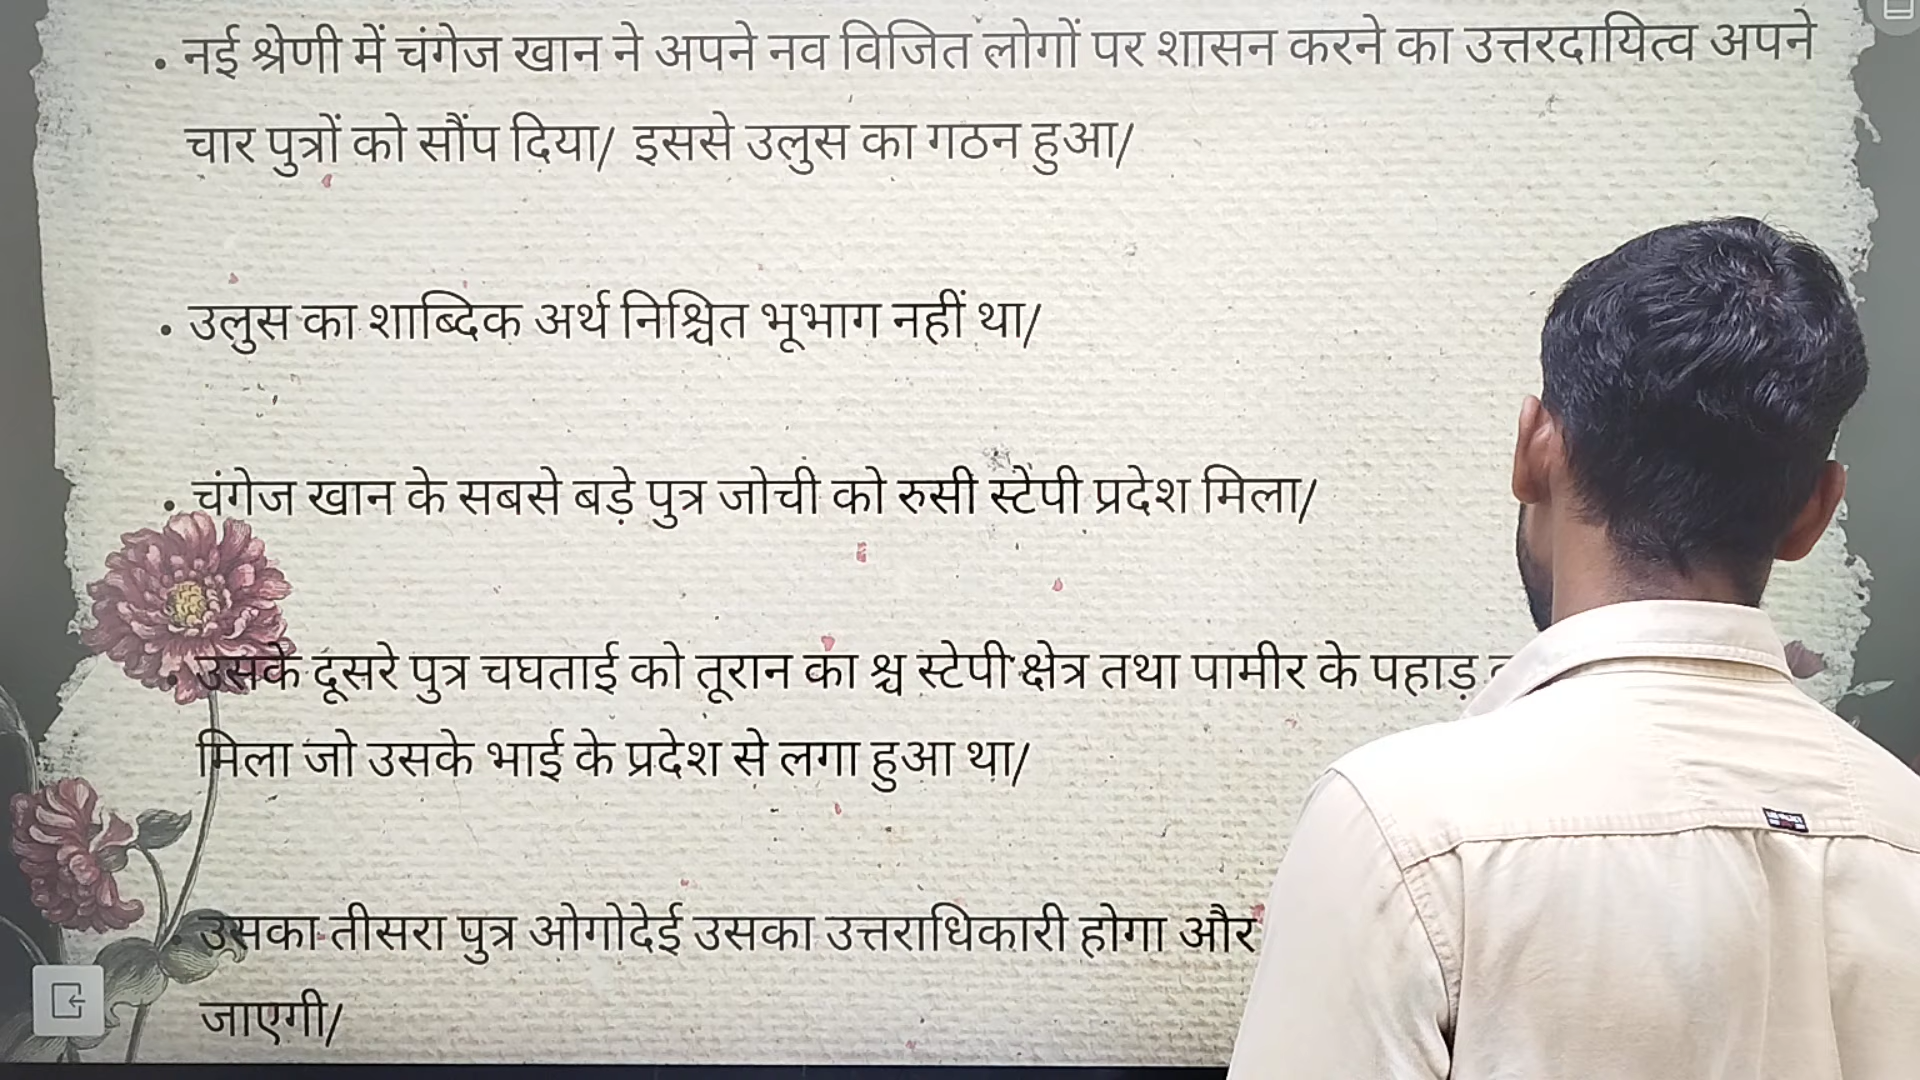 • नई श्रेणी में चंगेज खान ने अपने नव विजित लोगों पर शासन करने का उत्तरदायित्व अपने
चार पुत्रों को सौंप दिया/ इससे उलुस का गठन हुआ/
• उलुस का शाब्दिक अर्थ निश्चित भूभाग नहीं था/
• चंगेज खान के सबसे बड़े पुत्र जोची को रुसी स्टेपी प्रदेश मिला/
• उसके दूसरे पुत्र चघताई को तूरान का श्च स्टेपी क्षेत्र तथा पामीर के पहाड़
मिला जो उसके भाई के प्रदेश से लगा हुआ था/
• उसका तीसरा पुत्र ओगोदेई उसका उत्तराधिकारी होगा और
जाएगी/